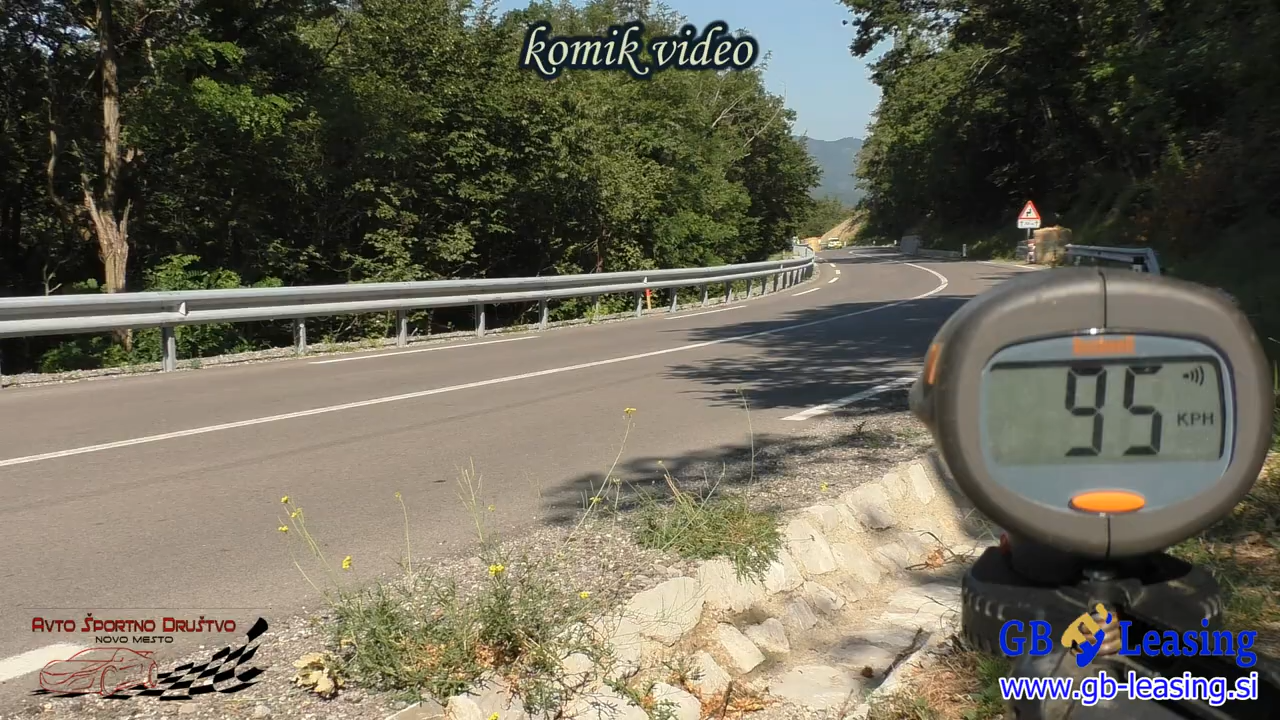 komik video
95
KPH
AVTO ŠPORTNO DRUŠTVO
NOVO MESTO
GB Leasing
www.gb-leasing.si